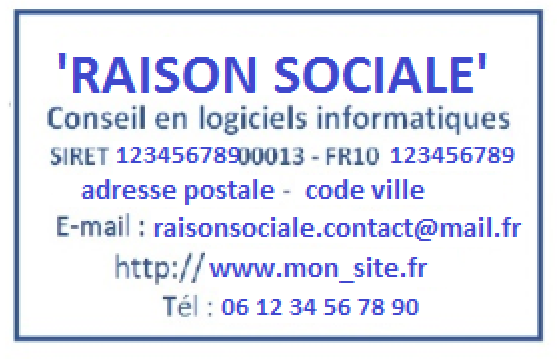 'RAISON SOCIALE'
Conseil en logiciels informatiques
SIRET 12345678900013 - FR10 123456789
adresse postale - code ville
E-mail : raisonsociale.contact@mail.fr
http:// www.mon_site.fr
Tél : 06 12 34 56 78 90